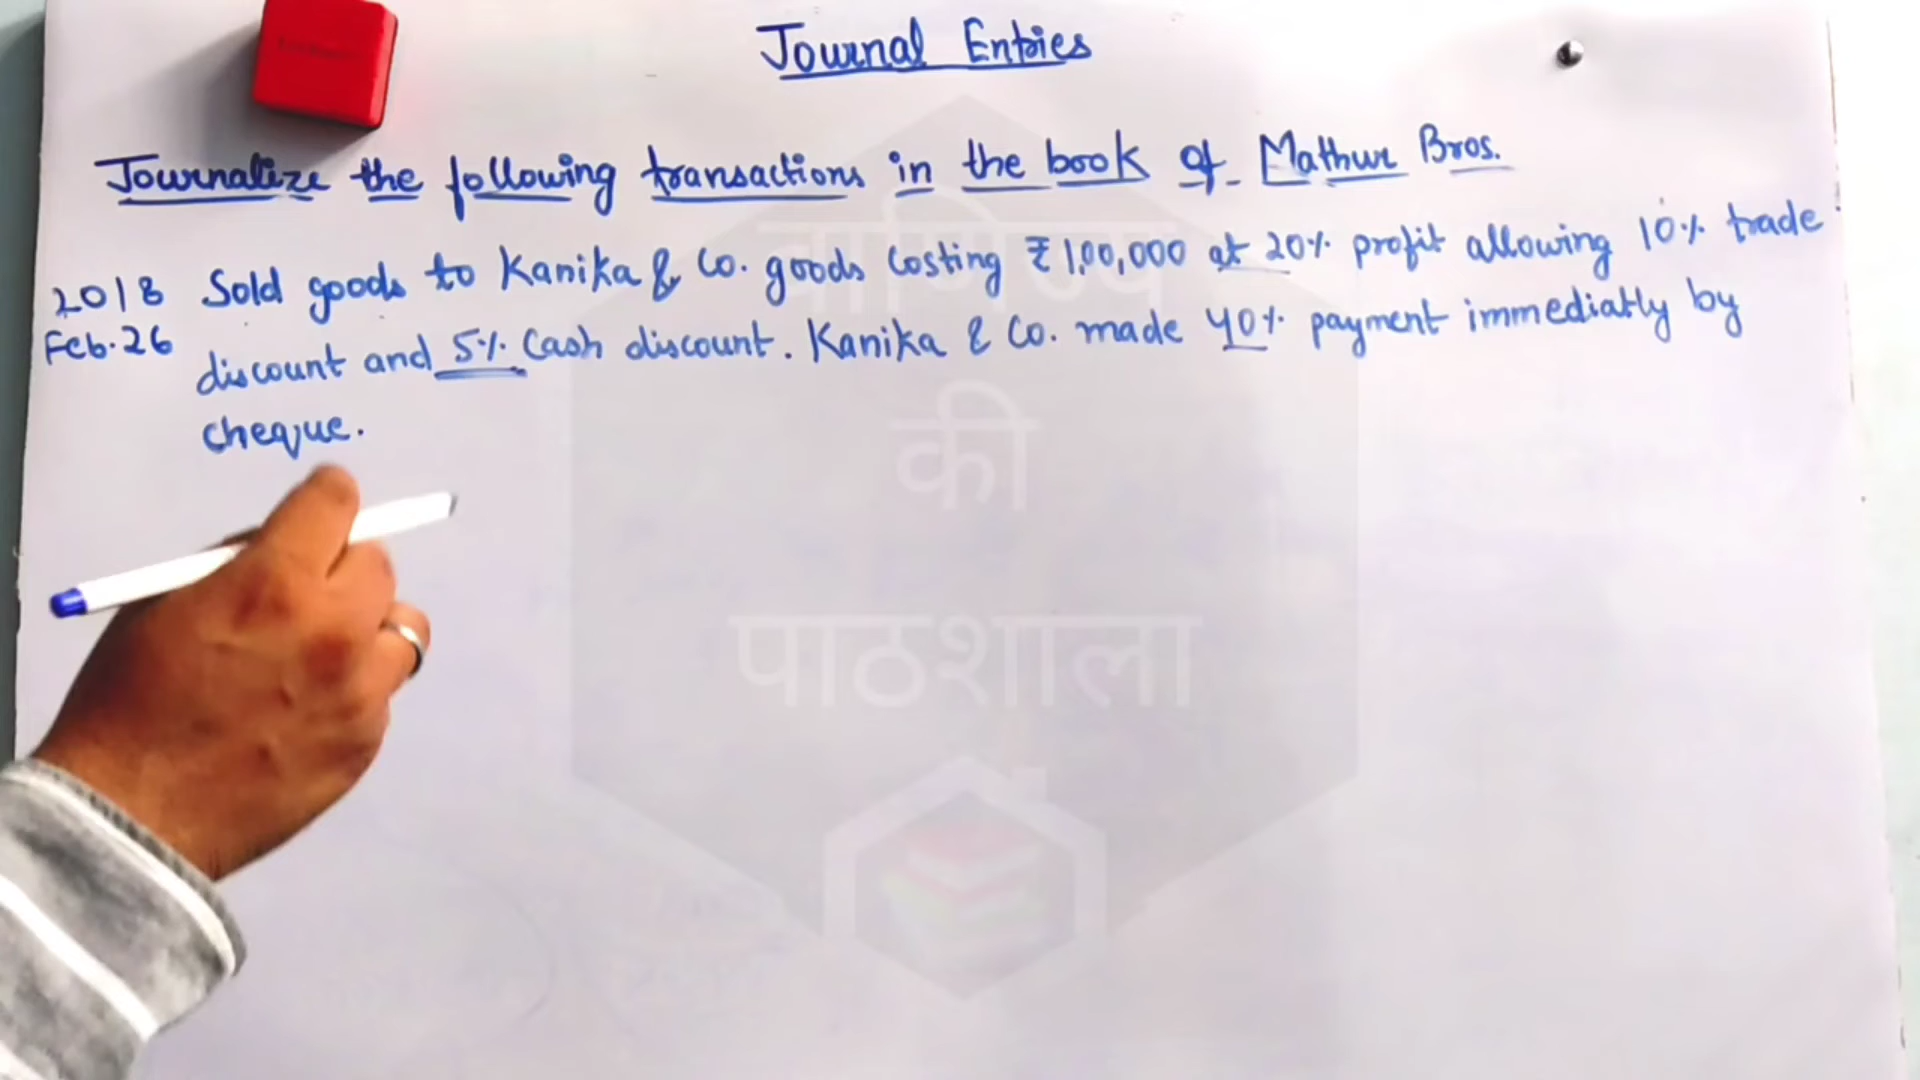 Journal Entries
Journalize the following transactions in the book of Mathur Bros.
2018 Sold goods to Kanika & Co. goods Costing ₹1,00,000 at 20% profit allowing 10% trade
Feb.26 discount and 5% Cash discount. Kanika & Co. made 40% payment immediatly by
cheque.
वाणिज्य
की
पाठशाला